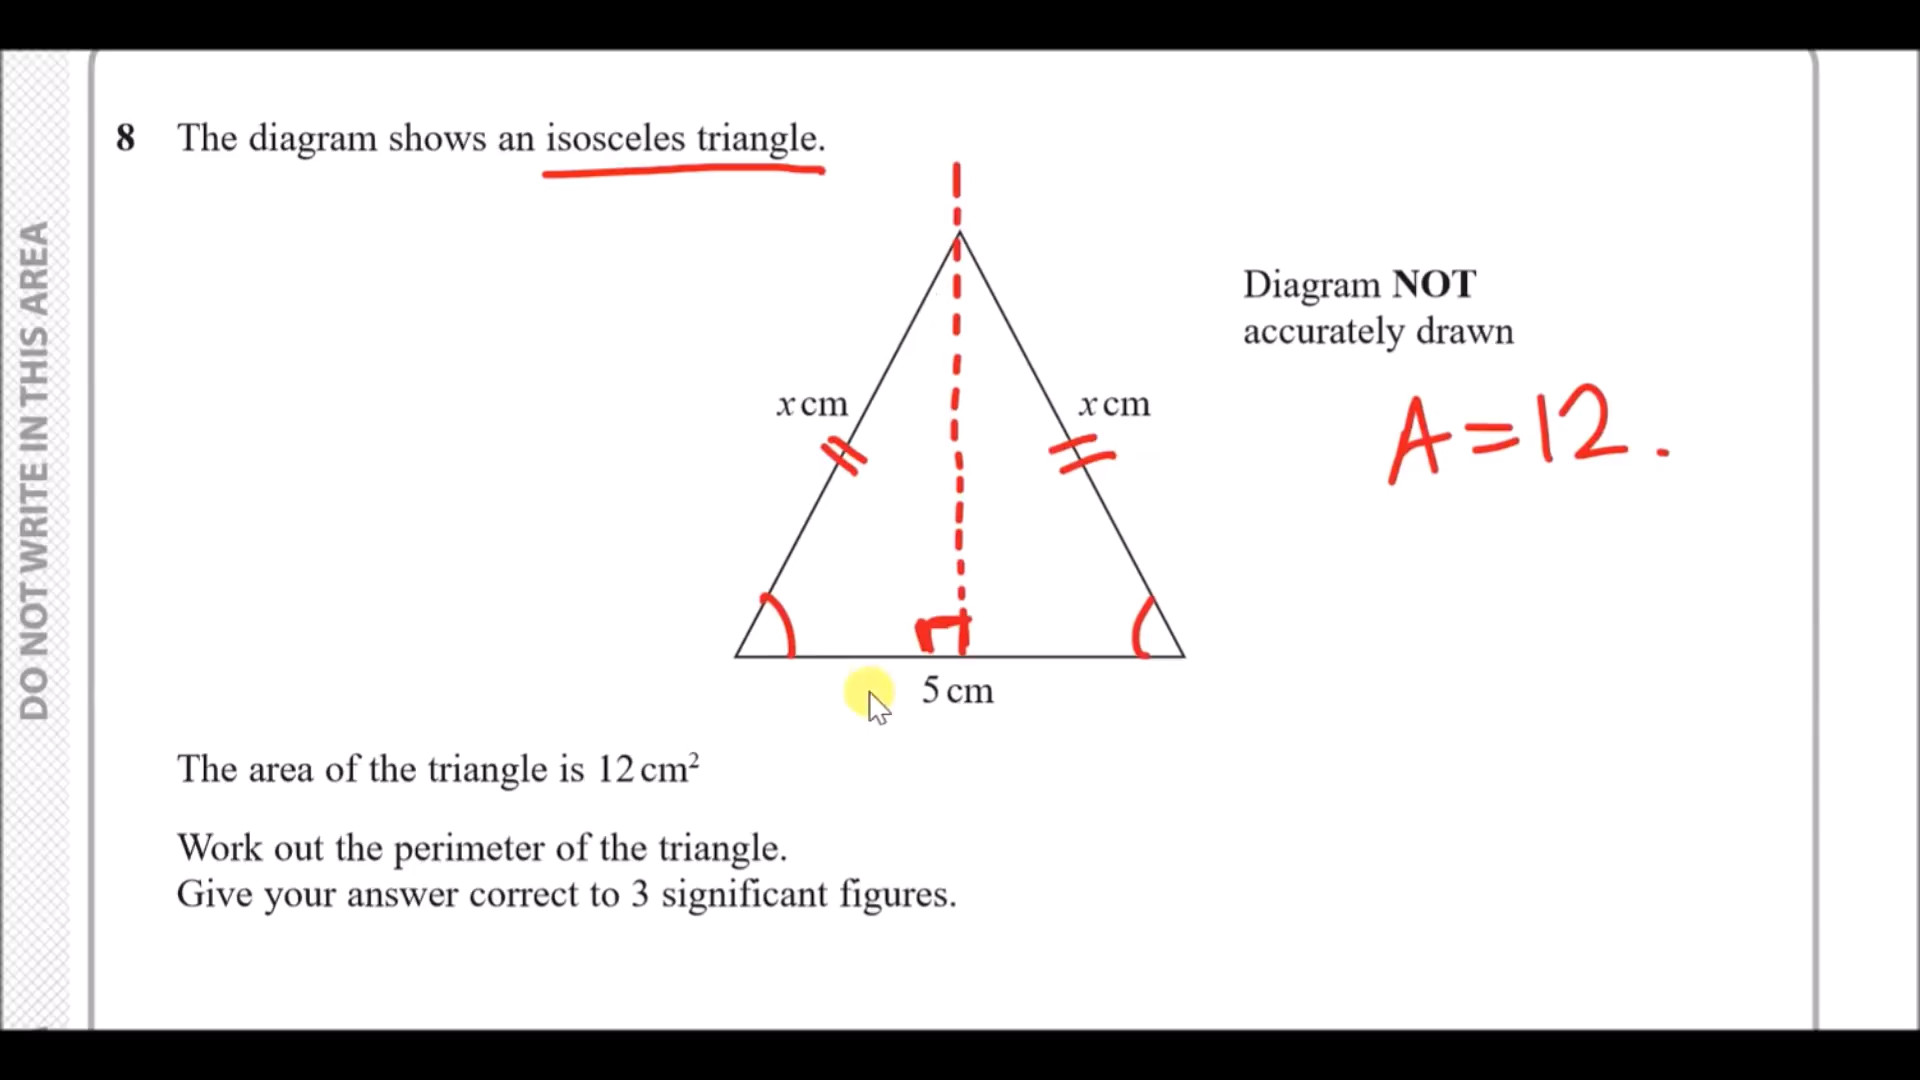 DO NOT WRITE IN THIS AREA
8 The diagram shows an isosceles triangle.
Diagram NOT
accurately drawn
x cm
x cm
A = 12 .
5 cm
The area of the triangle is 12 cm²
Work out the perimeter of the triangle.
Give your answer correct to 3 significant figures.